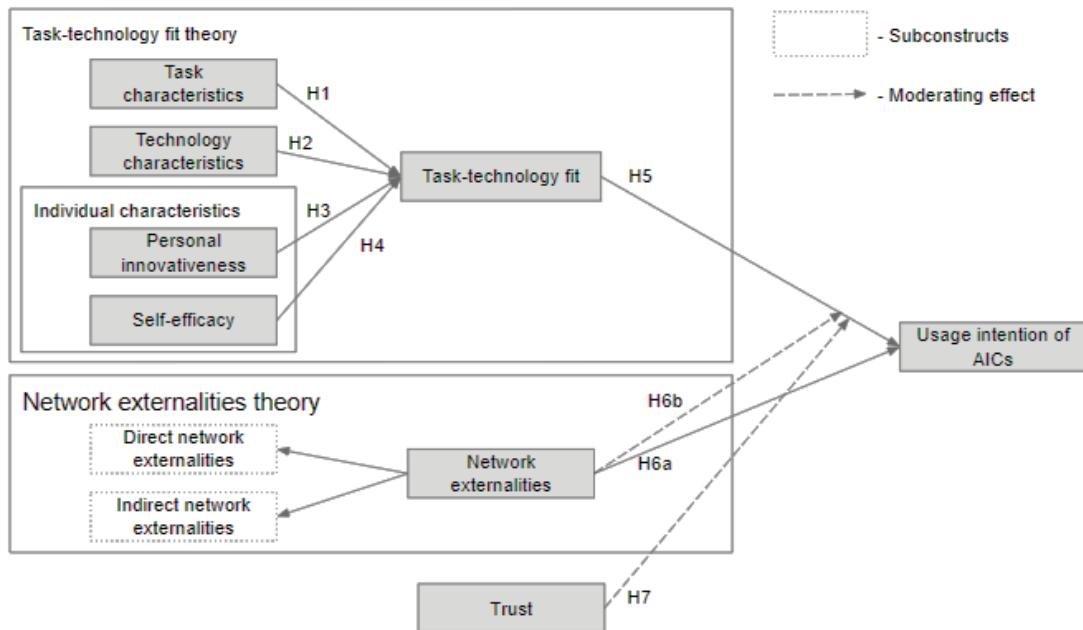 Task-technology fit theory
Task
characteristics
H1
Technology
characteristics
H2
Individual characteristics
Personal
innovativeness
H3
Self-efficacy
H4
Task-technology fit
H5
- Subconstructs
- Moderating effect
Usage intention of
AICs
Network externalities theory
Direct network
externalities
Indirect network
externalities
Network
externalities
H6b
H6a
Trust
H7